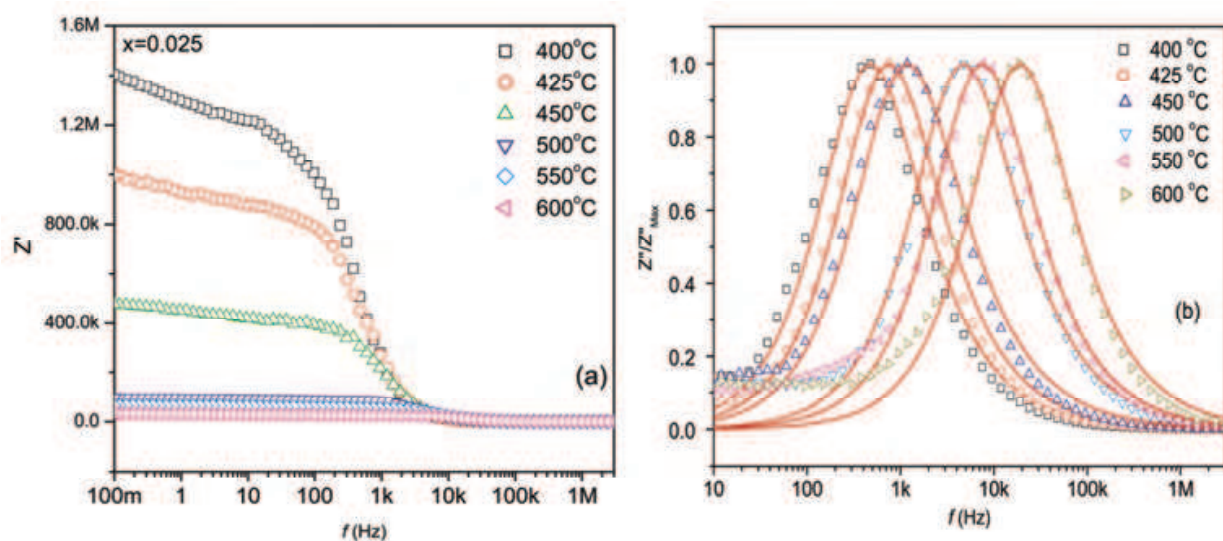 x=0.025
1.6M
1.2M
800.0k
400.0k
0.0
Z'
400°C
425°C
450°C
500°C
550°C
600°C
(a)
100m 1 10 100 1k 10k 100k 1M
f (Hz)
1.0
0.8
0.6
0.4
0.2
0.0
Z''/Z''Max
400 °C
425 °C
450 °C
500 °C
550 °C
600 °C
(b)
10 100 1k 10k 100k 1M
f (Hz)